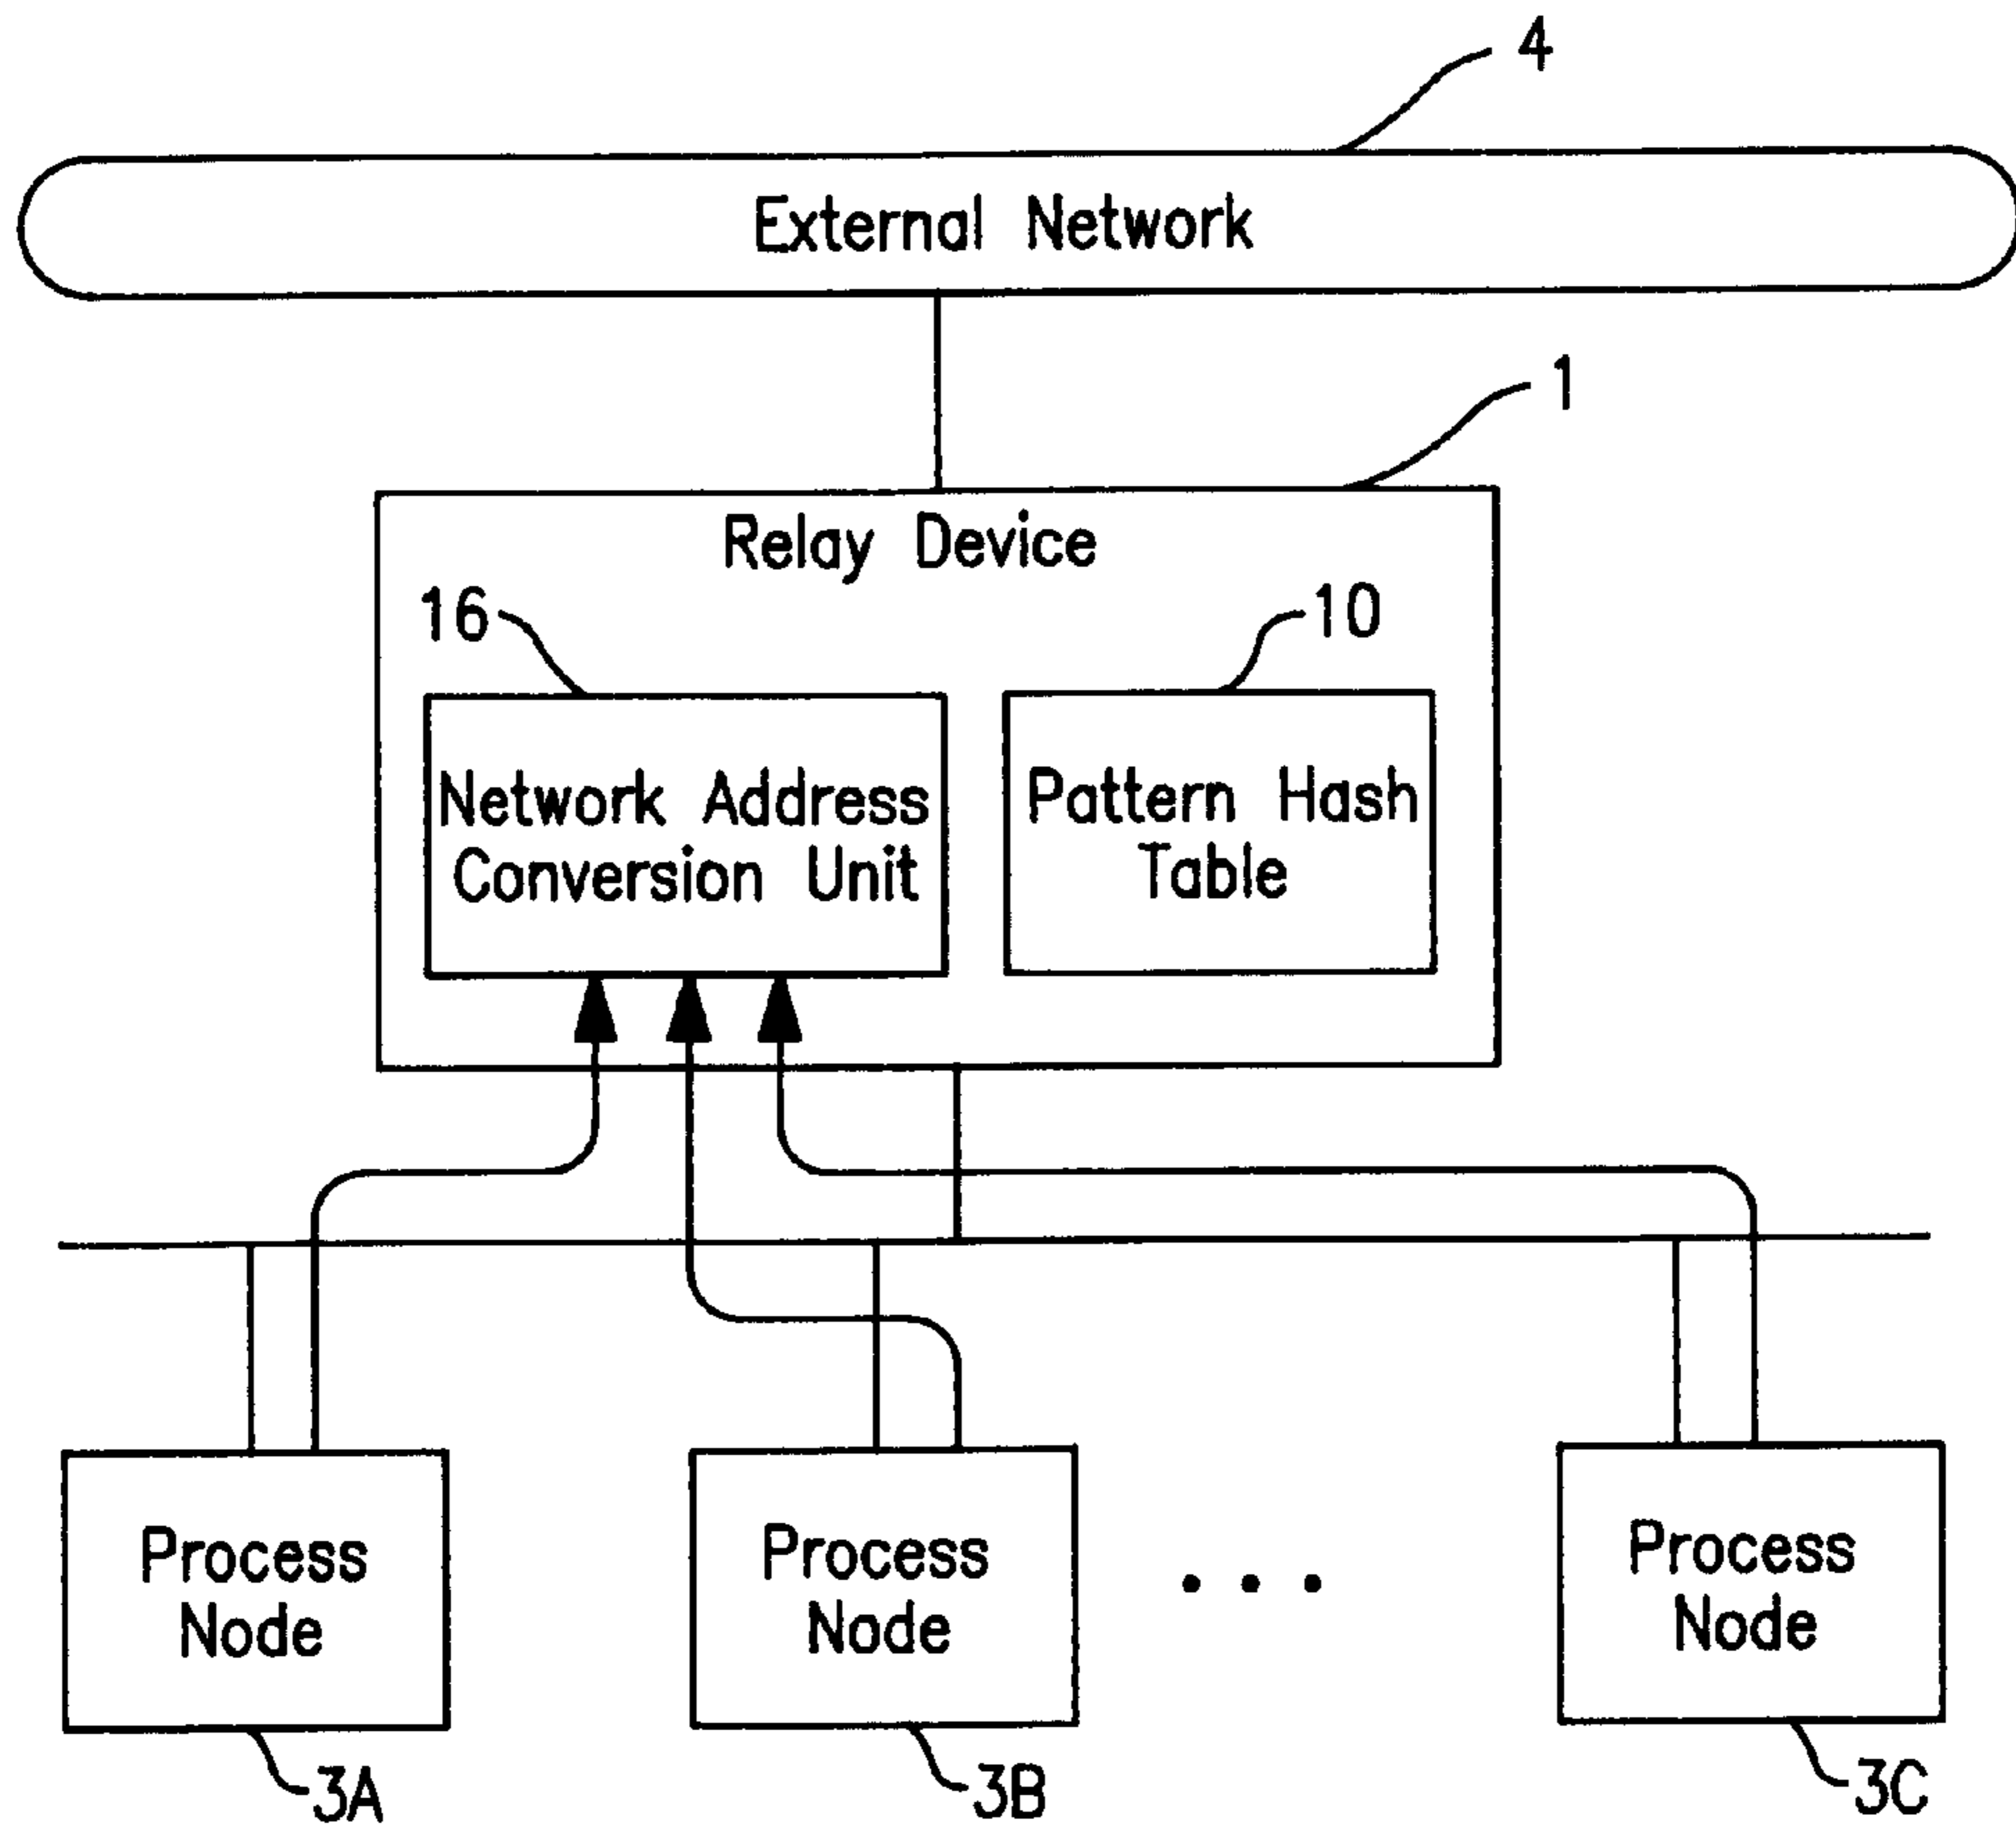 4
External Network
1
Relay Device
16
10
Network Address
Conversion Unit
Pattern Hash
Table
Process
Node
Process
Node
. . .
Process
Node
3A
3B
3C